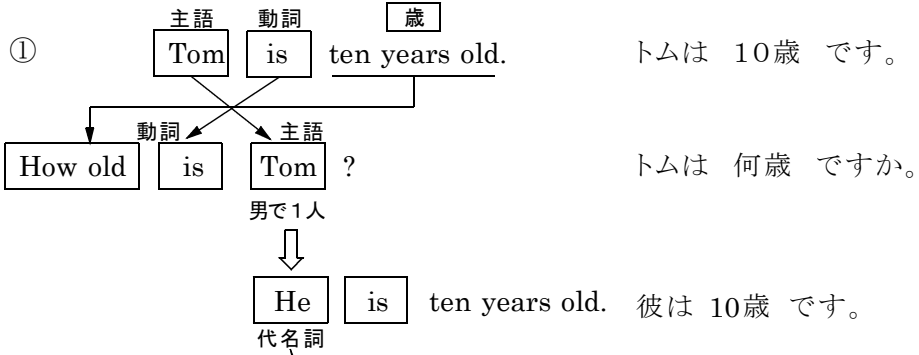 主語 動詞 歳
① Tom is ten years old. トムは 10歳 です。
動詞 主語
How old is Tom ? トムは 何歳 ですか。
男で1人
He is ten years old. 彼は 10歳 です。
代名詞